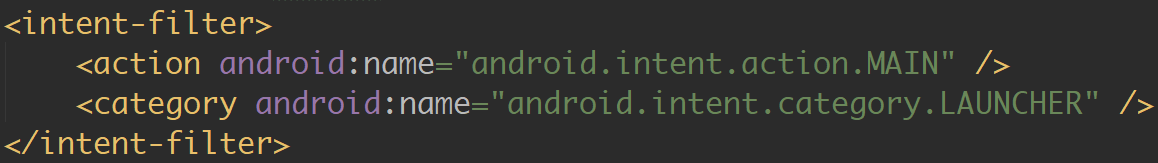 <intent-filter>
    <action android:name="android.intent.action.MAIN" />
    <category android:name="android.intent.category.LAUNCHER" />
</intent-filter>